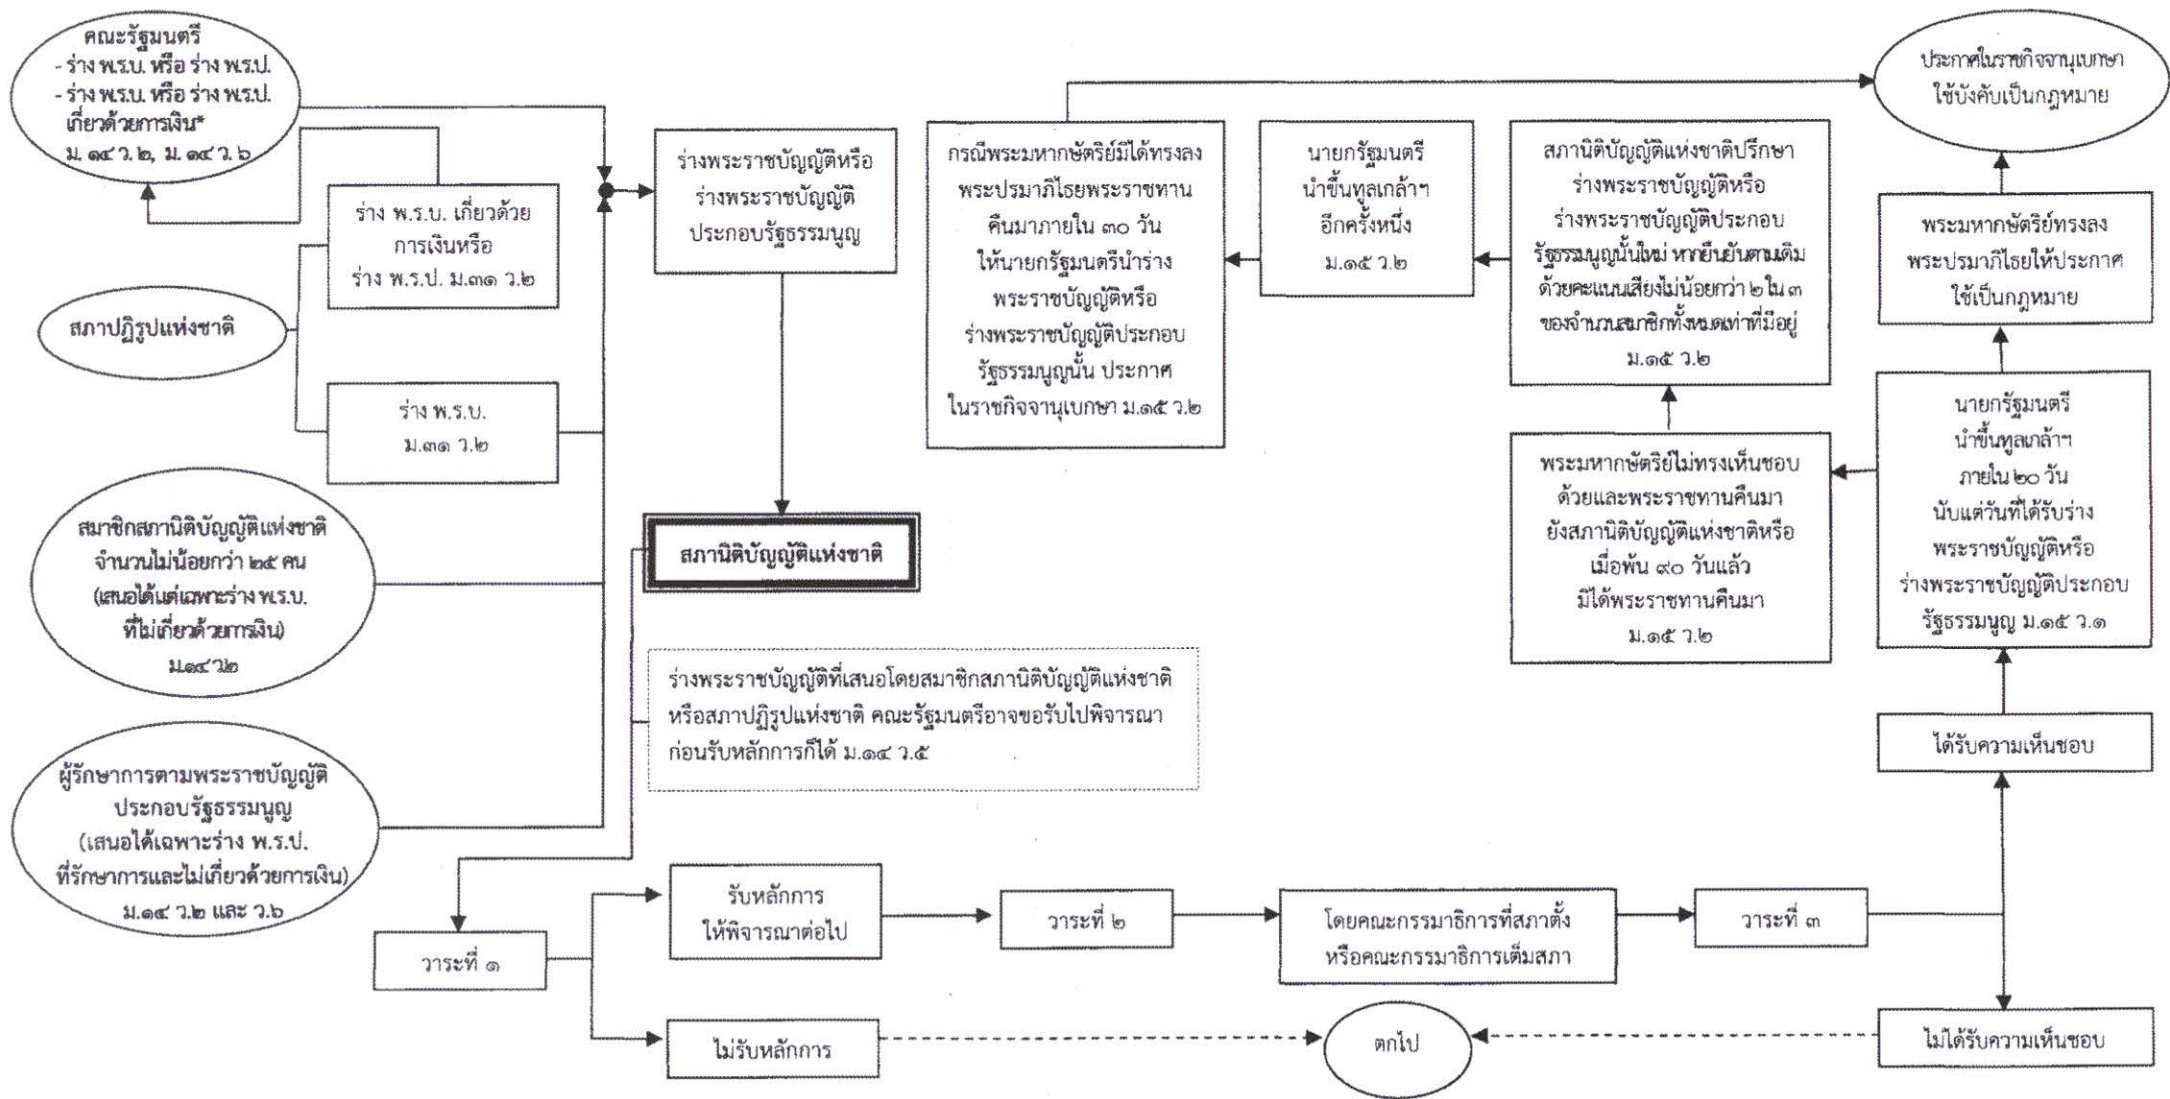 คณะรัฐมนตรี
- ร่าง พ.ร.บ. หรือ ร่าง พ.ร.ป.
- ร่าง พ.ร.บ. หรือ ร่าง พ.ร.ป.
เกี่ยวด้วยการเงิน*
ม. ๑๔ ว. ๒, ม. ๑๔ ว. ๖
ร่าง พ.ร.บ. เกี่ยวด้วย
การเงินหรือ
ร่าง พ.ร.ป. ม.๓๑ ว.๒
สภาปฏิรูปแห่งชาติ
ร่าง พ.ร.บ.
ม.๓๑ ว.๒
สมาชิกสภานิติบัญญัติแห่งชาติ
จำนวนไม่น้อยกว่า ๒๕ คน
(เสนอได้แต่เฉพาะร่าง พ.ร.บ.
ที่ไม่เกี่ยวด้วยการเงิน)
ม.๑๔ ว๒
ผู้รักษาการตามพระราชบัญญัติ
ประกอบรัฐธรรมนูญ
(เสนอได้เฉพาะร่าง พ.ร.ป.
ที่รักษาการและไม่เกี่ยวด้วยการเงิน)
ม.๑๔ ว.๒ และ ว.๖
ร่างพระราชบัญญัติหรือ
ร่างพระราชบัญญัติ
ประกอบรัฐธรรมนูญ
สภานิติบัญญัติแห่งชาติ
ร่างพระราชบัญญัติที่เสนอโดยสมาชิกสภานิติบัญญัติแห่งชาติ
หรือสภาปฏิรูปแห่งชาติ คณะรัฐมนตรีอาจขอรับไปพิจารณา
ก่อนรับหลักการก็ได้ ม.๑๔ ว.๕
วาระที่ ๑
รับหลักการ
ให้พิจารณาต่อไป
ไม่รับหลักการ
วาระที่ ๒
โดยคณะกรรมาธิการที่สภาตั้ง
หรือคณะกรรมาธิการเต็มสภา
วาระที่ ๓
ตกไป
ไม่ได้รับความเห็นชอบ
ได้รับความเห็นชอบ
นายกรัฐมนตรี
นำขึ้นทูลเกล้าฯ
ภายใน ๒๐ วัน
นับแต่วันที่ได้รับร่าง
พระราชบัญญัติหรือ
ร่างพระราชบัญญัติประกอบ
รัฐธรรมนูญ ม.๑๕ ว.๑
พระมหากษัตริย์ทรงลง
พระปรมาภิไธยให้ประกาศ
ใช้เป็นกฎหมาย
ประกาศในราชกิจจานุเบกษา
ใช้บังคับเป็นกฎหมาย
พระมหากษัตริย์ไม่ทรงเห็นชอบ
ด้วยและพระราชทานคืนมา
ยังสภานิติบัญญัติแห่งชาติหรือ
เมื่อพ้น ๙๐ วันแล้ว
มิได้พระราชทานคืนมา
ม.๑๕ ว.๒
สภานิติบัญญัติแห่งชาติปรึกษา
ร่างพระราชบัญญัติหรือ
ร่างพระราชบัญญัติประกอบ
รัฐธรรมนูญนั้นใหม่ หากยืนยันตามเดิม
ด้วยคะแนนเสียงไม่น้อยกว่า ๒ ใน ๓
ของจำนวนสมาชิกทั้งหมดเท่าที่มีอยู่
ม.๑๕ ว.๒
นายกรัฐมนตรี
นำขึ้นทูลเกล้าฯ
อีกครั้งหนึ่ง
ม.๑๕ ว.๒
กรณีพระมหากษัตริย์มิได้ทรงลง
พระปรมาภิไธยพระราชทาน
คืนมาภายใน ๓๐ วัน
ให้นายกรัฐมนตรีนำร่าง
พระราชบัญญัติหรือ
ร่างพระราชบัญญัติประกอบ
รัฐธรรมนูญนั้น ประกาศ
ในราชกิจจานุเบกษา ม.๑๕ ว.๒